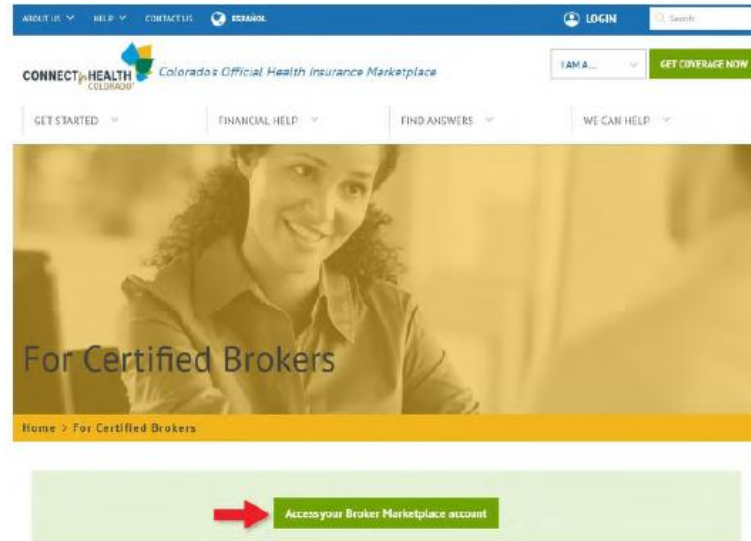 ABOUT US HELP CONTACT US ESPAÑOL LOGIN Search
CONNECT for HEALTH COLORADO
Colorado's Official Health Insurance Marketplace
I AM A... GET COVERAGE NOW
GET STARTED FINANCIAL HELP FIND ANSWERS WE CAN HELP
For Certified Brokers
Home > For Certified Brokers
Access your Broker Marketplace account